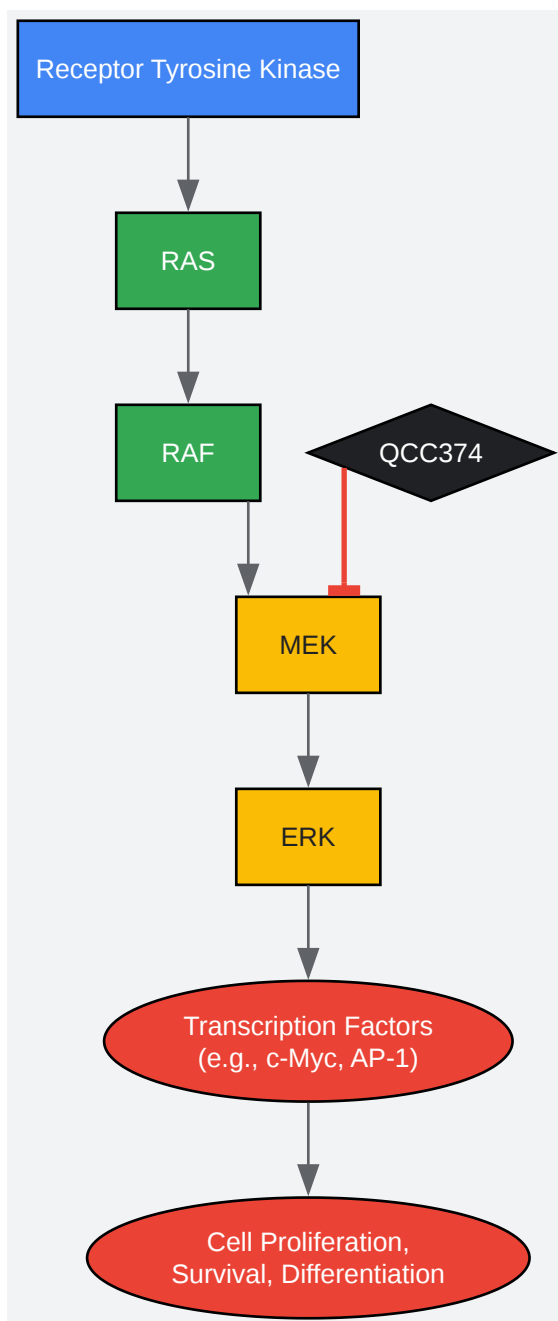 Receptor Tyrosine Kinase
RAS
RAF
QCC374
MEK
ERK
Transcription Factors
(e.g., c-Myc, AP-1)
Cell Proliferation,
Survival, Differentiation